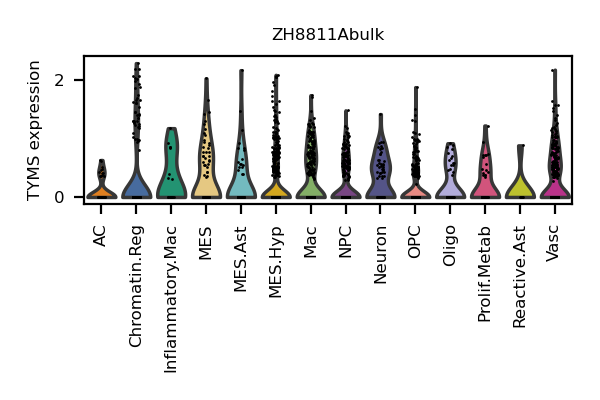 ZH8811Abulk
TYMS expression
2
0
AC
Chromatin.Reg
Inflammatory.Mac
MES
MES.Ast
MES.Hyp
Mac
NPC
Neuron
OPC
Oligo
Prolif.Metab
Reactive.Ast
Vasc